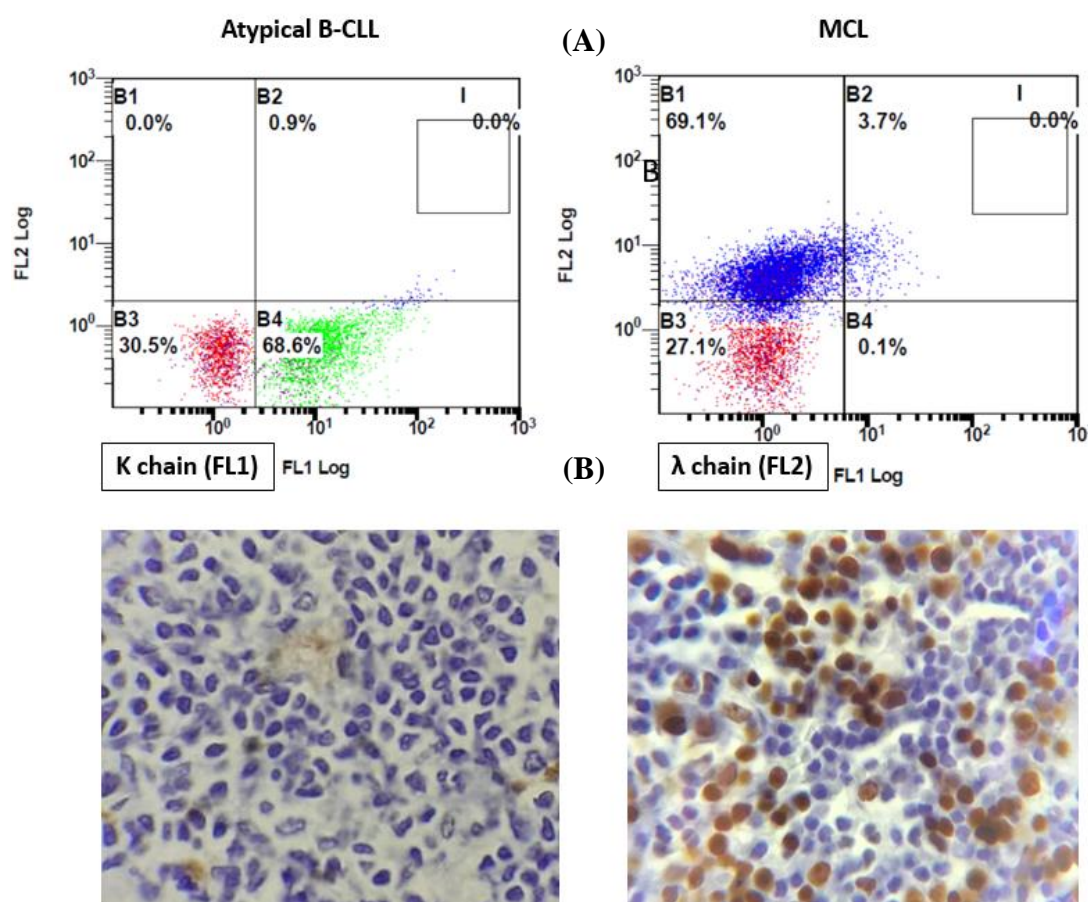 Atypical B-CLL
(A)
MCL
10³
B1
0.0%
B2
0.9%
I
0.0%
10²
10¹
10⁰
B3
30.5%
B4
68.6%
FL2 Log
10⁰
10¹
10²
10³
K chain (FL1)
FL1 Log
10³
B1
69.1%
B2
3.7%
I
0.0%
10²
B
10¹
10⁰
B3
27.1%
B4
0.1%
FL2 Log
10⁰
10¹
10²
10
(B)
λ chain (FL2)
FL1 Log